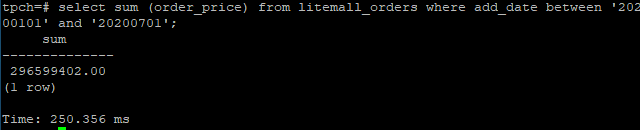 tpch=# select sum (order_price) from litemall_orders where add_date between '202
00101' and '20200701';
sum
--------------
296599402.00
(1 row)
Time: 250.356 ms